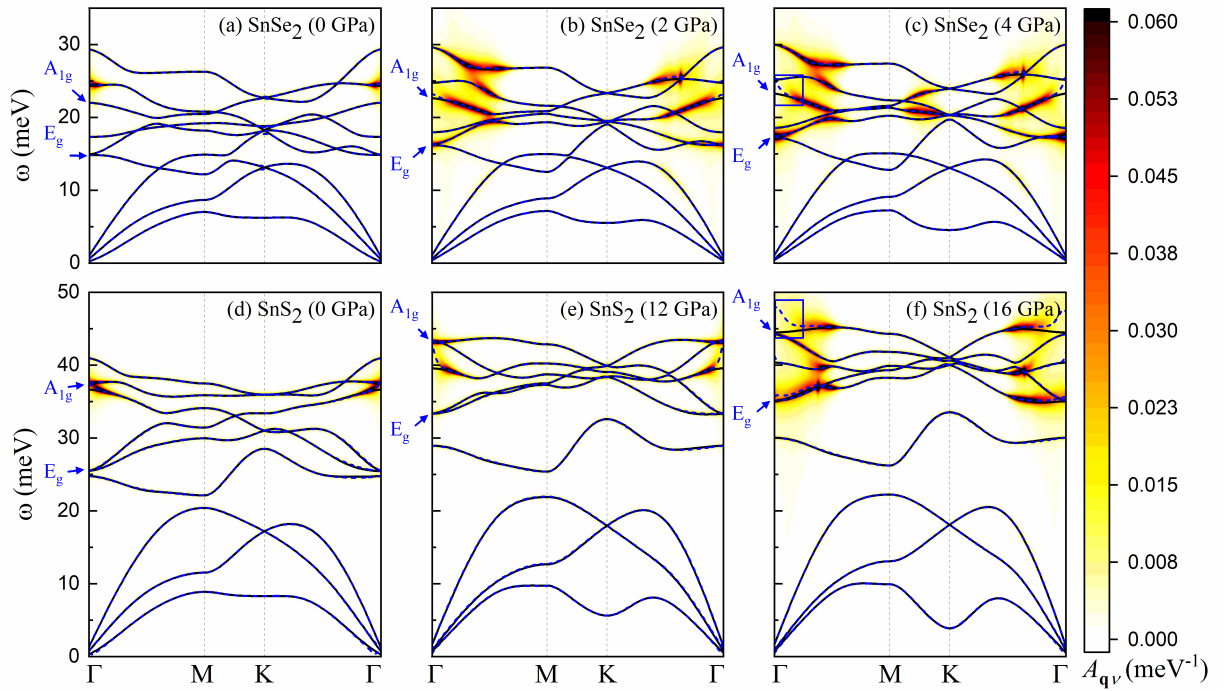 (a) SnSe2 (0 GPa)
(b) SnSe2 (2 GPa)
(c) SnSe2 (4 GPa)
30
20
10
0
ω (meV)
A1g
Eg
A1g
Eg
A1g
Eg
(d) SnS2 (0 GPa)
(e) SnS2 (12 GPa)
(f) SnS2 (16 GPa)
50
40
30
20
10
0
ω (meV)
A1g
Eg
A1g
Eg
A1g
Eg
Γ M K Γ
Γ M K Γ
Γ M K Γ
0.060
0.053
0.045
0.038
0.030
0.023
0.015
0.008
0.000
Aqν (meV-1)